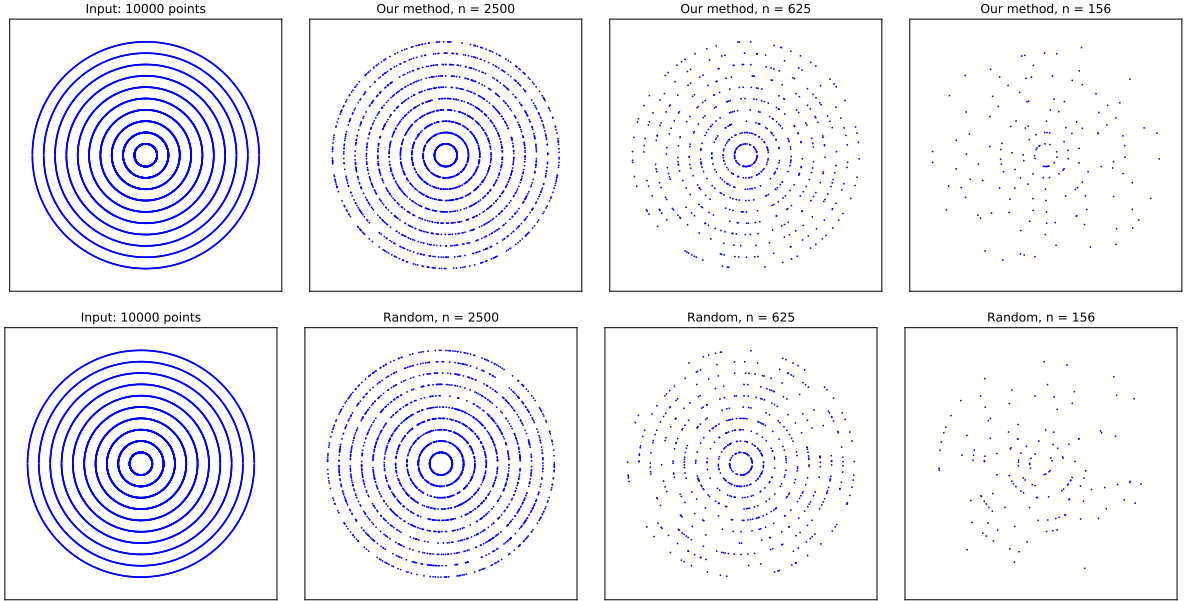 Input: 10000 points
Our method, n = 2500
Our method, n = 625
Our method, n = 156
Input: 10000 points
Random, n = 2500
Random, n = 625
Random, n = 156